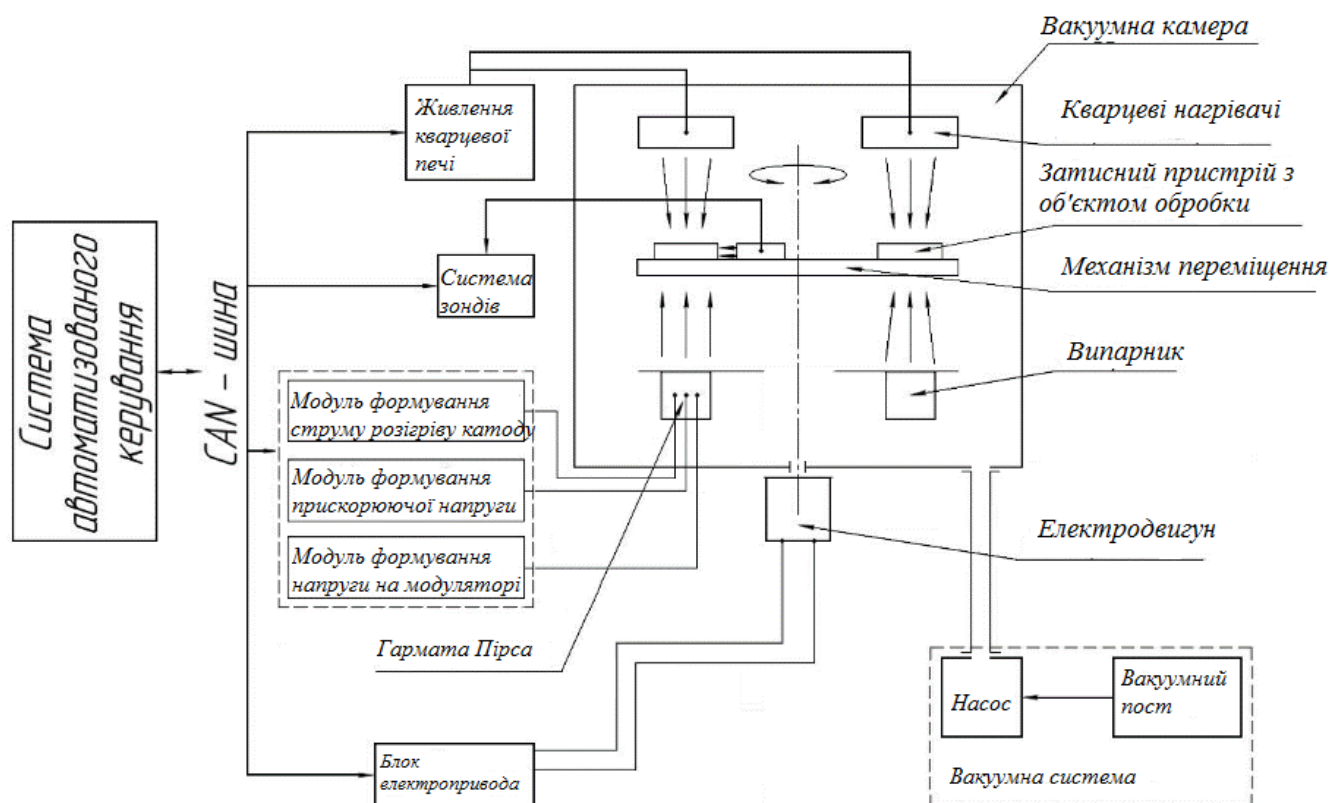 Вакуумна камера
Живлення
кварцевої
печі
Кварцеві нагрівачі
Затисний пристрій з
об'єктом обробки
Механізм переміщення
Система
зондів
Система
автоматизованого
керування
CAN - шина
Випарник
Модуль формування
струму розігріву катоду
Модуль формування
прискорюючої напруги
Модуль формування
напруги на модуляторі
Електродвигун
Гармата Пірса
Насос
Вакуумний
пост
Вакуумна система
Блок
електропривода